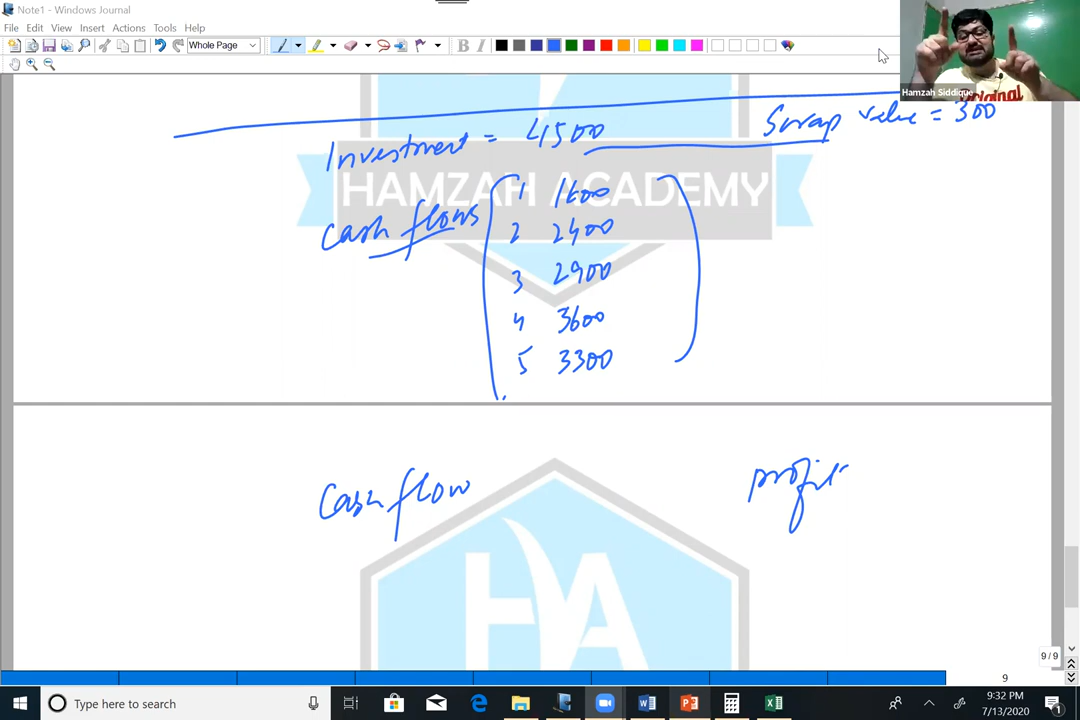 Note1 - Windows Journal
File Edit View Insert Actions Tools Help
Whole Page
B I
Hamzah Siddique
Scrap value = 300
Investment = 4500
HAMZAH ACADEMY
Cash flows
1 1600
2 2400
3 2900
4 3600
5 3300
Cash flow profit
HA
9/9
9
Type here to search
9:32 PM
7/13/2020
1